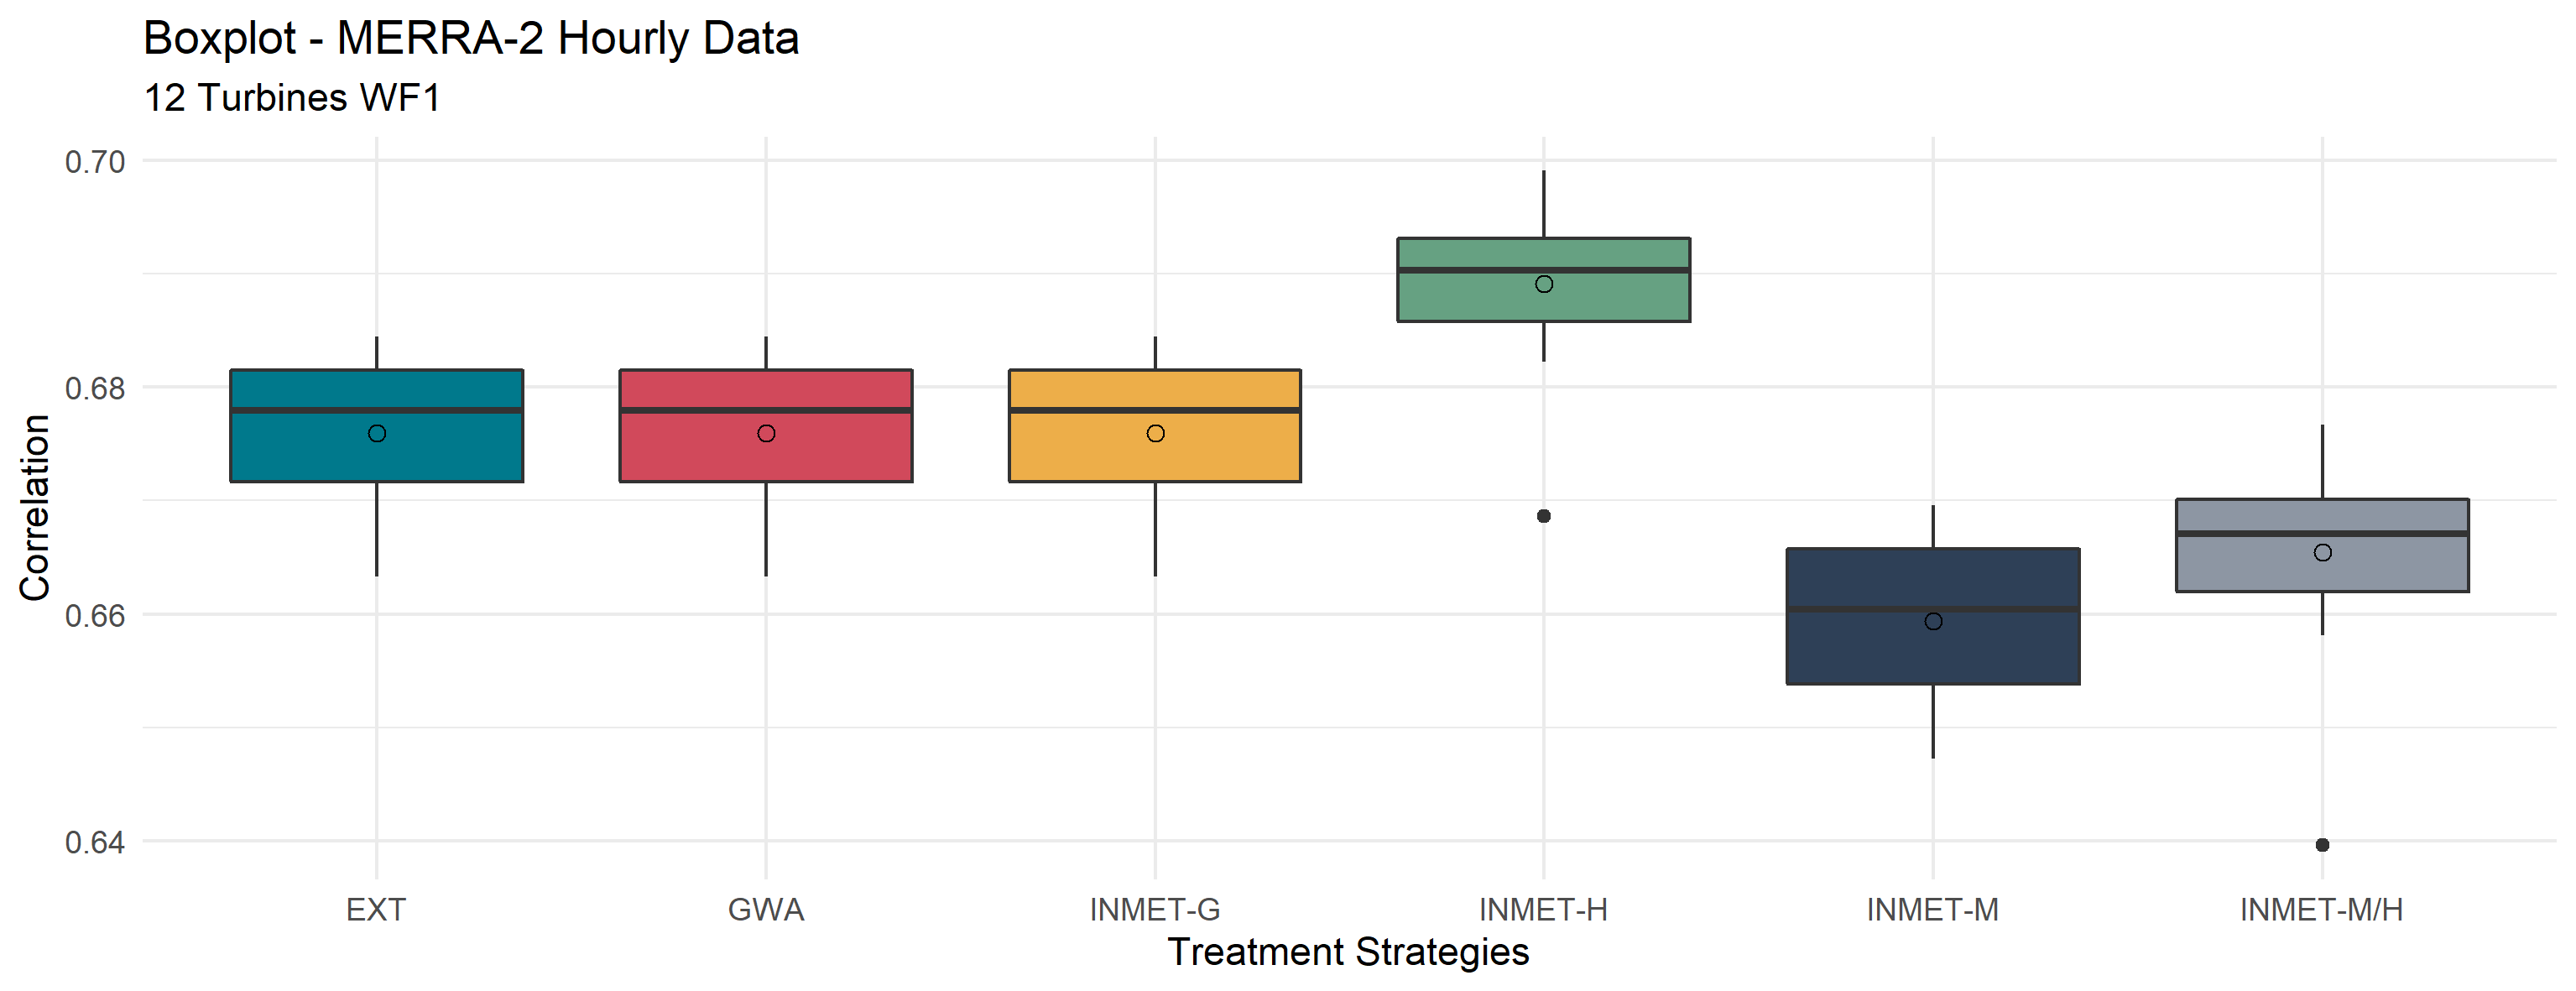 Boxplot - MERRA-2 Hourly Data
12 Turbines WF1
0.70
0.68
0.66
0.64
Correlation
EXT GWA INMET-G INMET-H INMET-M INMET-M/H
Treatment Strategies